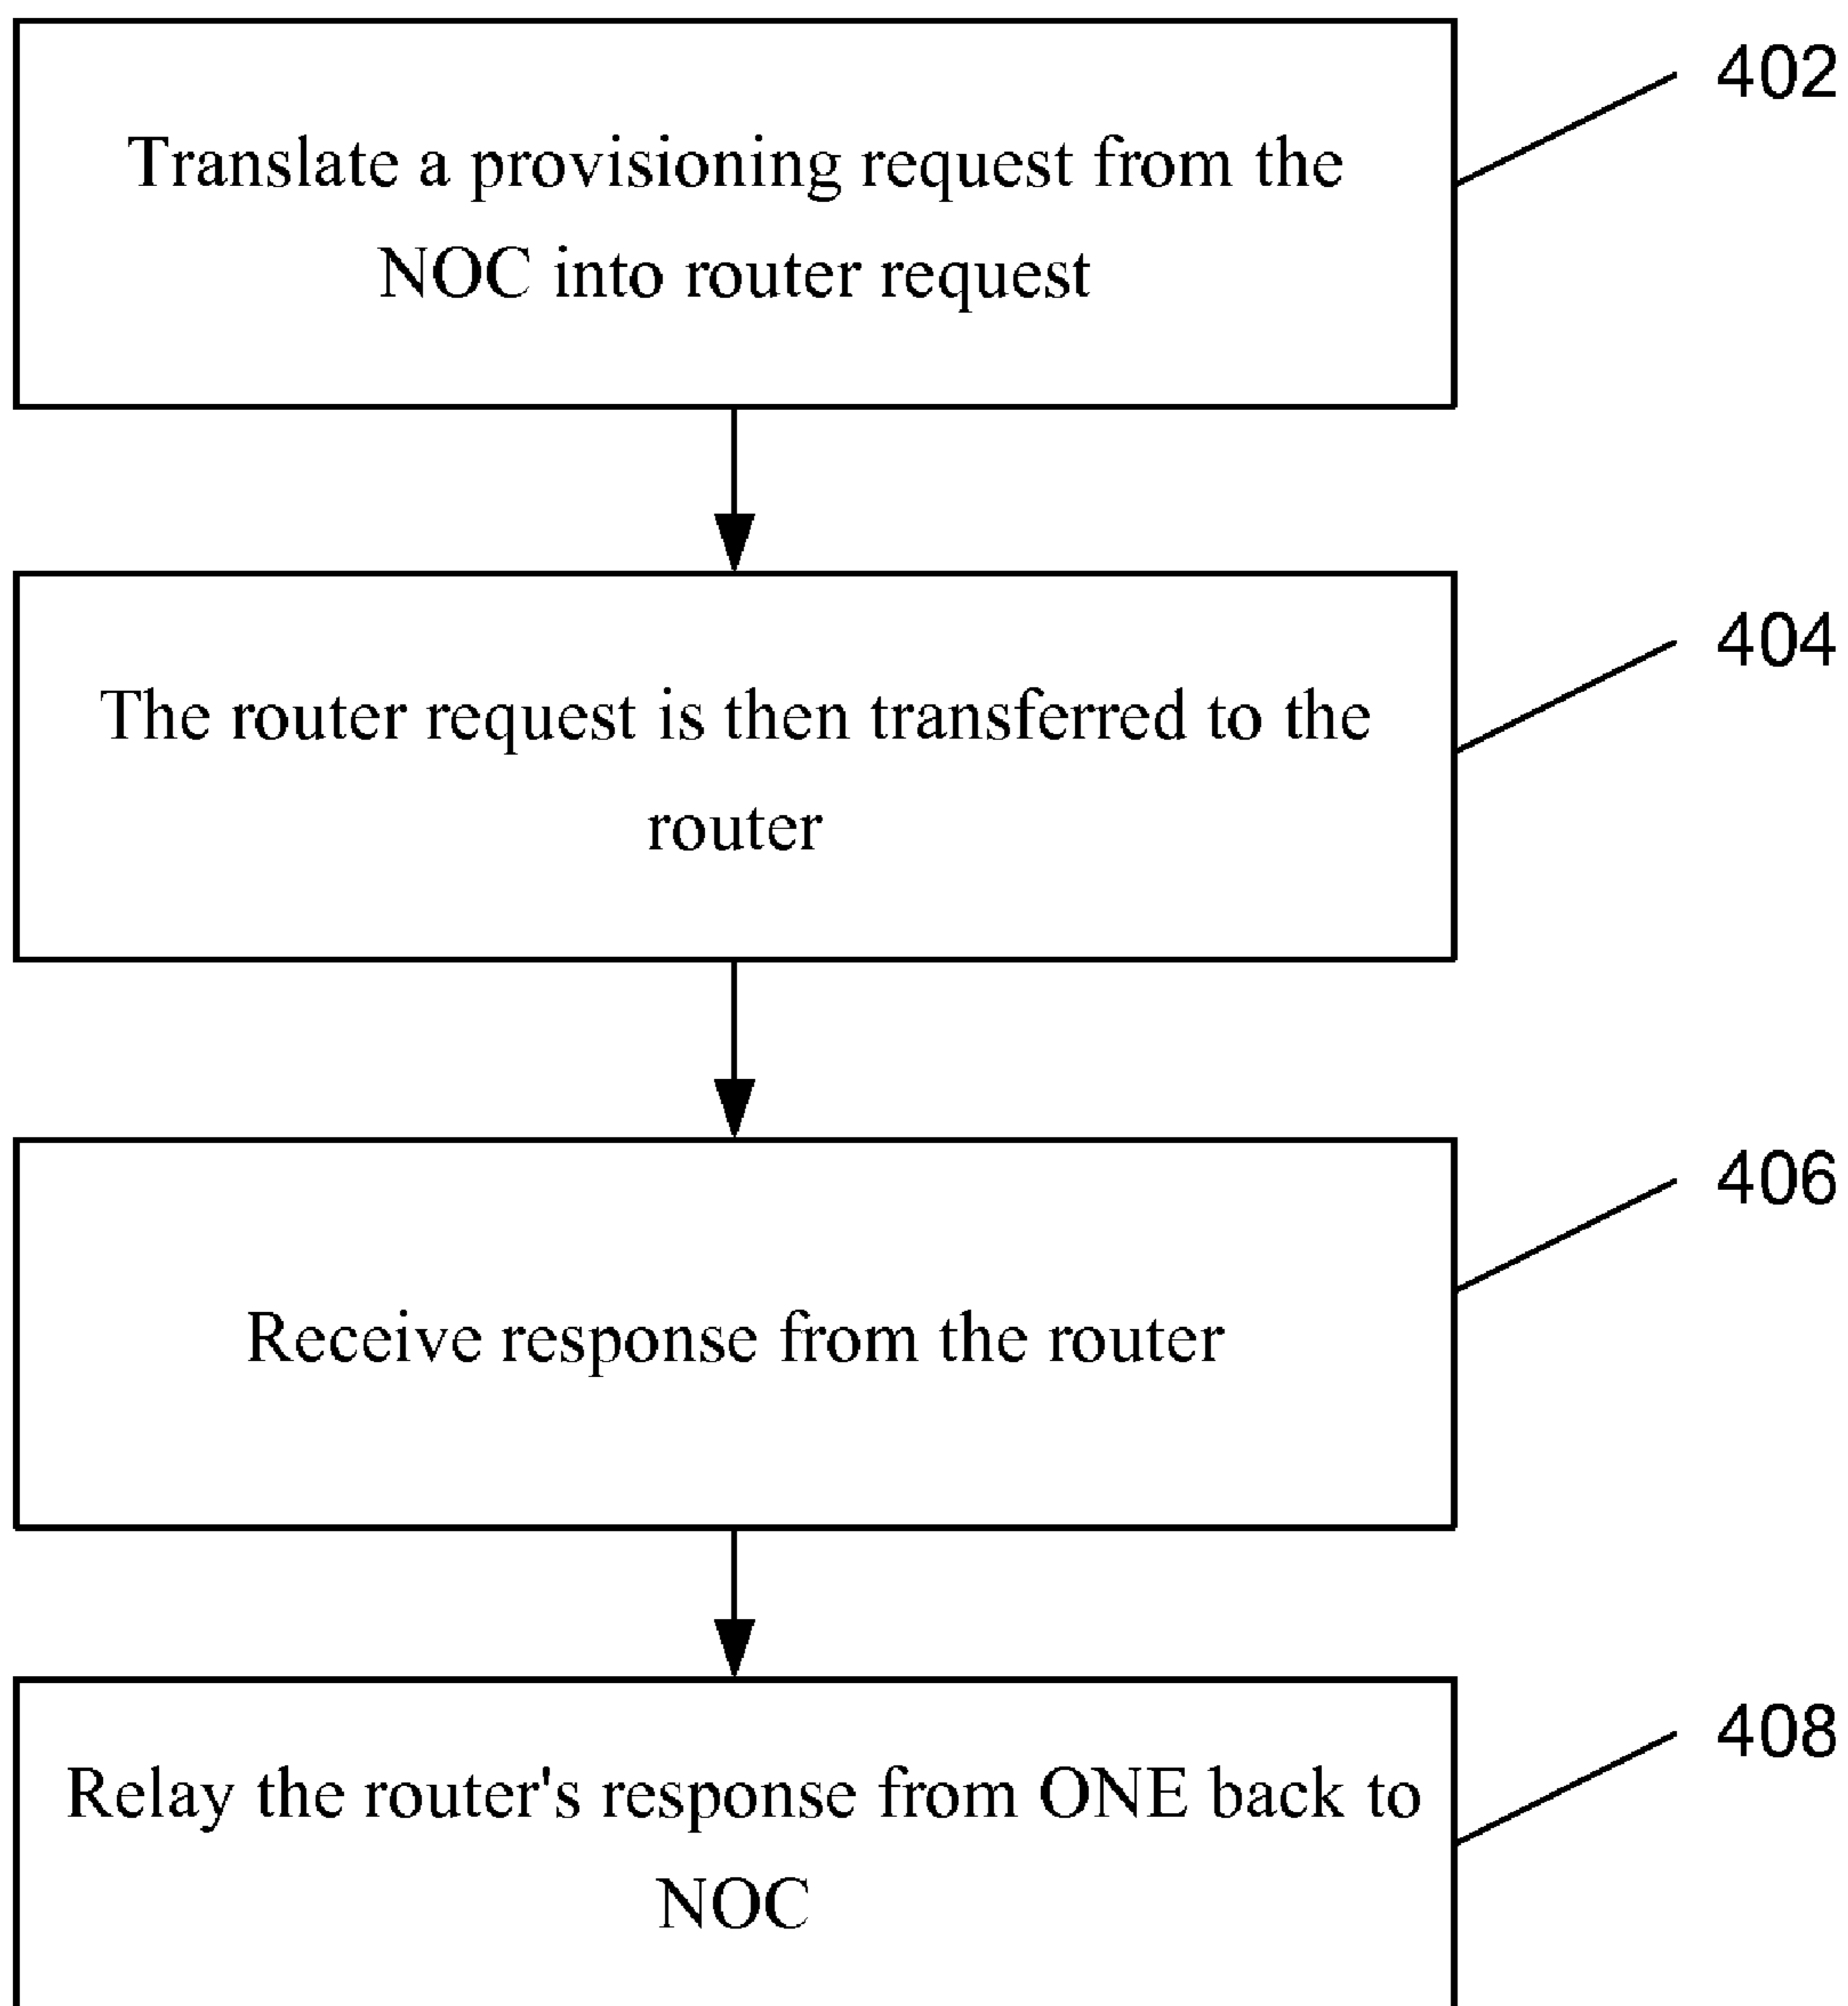 402
Translate a provisioning request from the
NOC into router request
404
The router request is then transferred to the
router
406
Receive response from the router
408
Relay the router's response from ONE back to
NOC